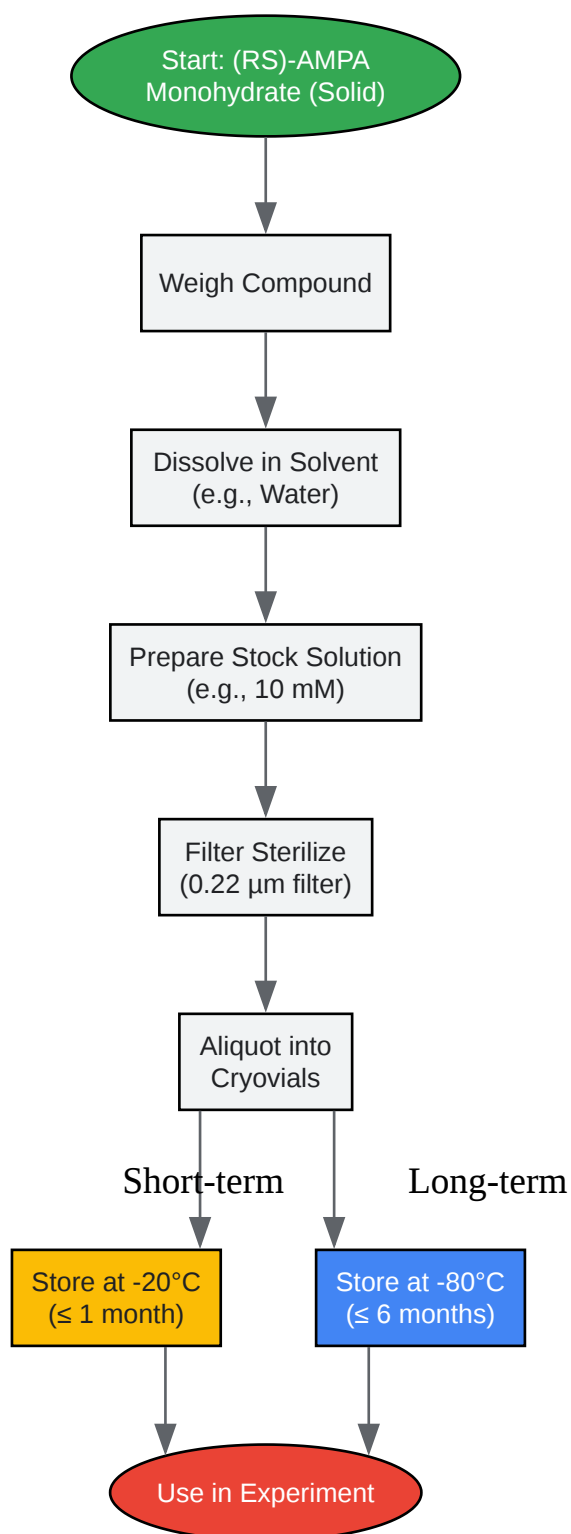 Start: (RS)-AMPA
Monohydrate (Solid)
Weigh Compound
Dissolve in Solvent
(e.g., Water)
Prepare Stock Solution
(e.g., 10 mM)
Filter Sterilize
(0.22 µm filter)
Aliquot into
Cryovials
Short-term
Long-term
Store at -20°C
(≤ 1 month)
Store at -80°C
(≤ 6 months)
Use in Experiment